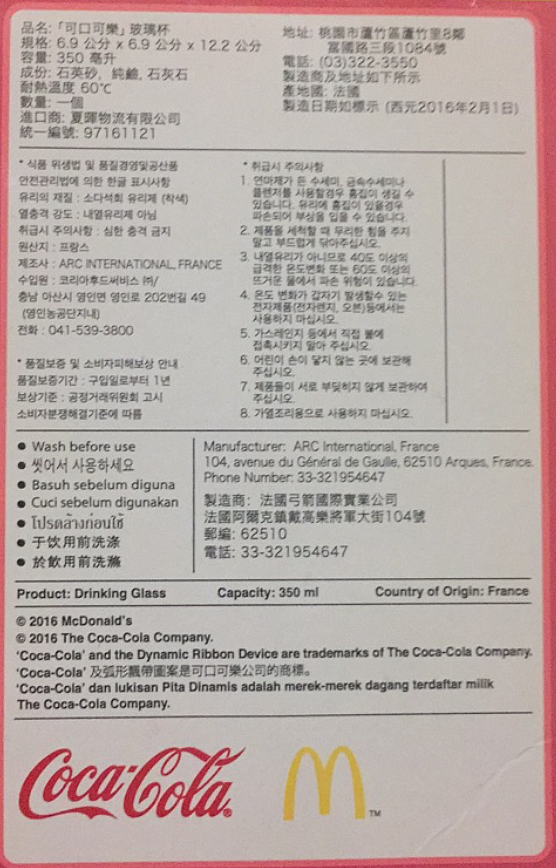 品名:「可口可樂」玻璃杯
規格: 6.9 公分 x 6.9 公分 x 12.2 公分
容量: 350 毫升
成份: 石英砂, 純鹼, 石灰石
耐熱溫度 60℃
數量: 一個
進口商: 夏暉物流有限公司
統一編號: 97161121
地址: 桃園市蘆竹區蘆竹里8鄰
富國路三段1084號
電話: (03)322-3550
製造商及地址如下所示
產地國: 法國
製造日期如標示 (西元2016年2月1日)
* 식품 위생법 및 품질경영및공산품
안전관리법에 의한 한글 표시사항
유리의 재질 : 소다석회 유리제 (착색)
열충격 강도 : 내열유리제 아님
취급시 주의사항 : 심한 충격 금지
원산지 : 프랑스
제조사 : ARC INTERNATIONAL, FRANCE
수입원 : 코리아후드서비스 ㈜/
충남 아산시 영인면 영인로 202번길 49
(영인농공단지내)
전화 : 041-539-3800
* 품질보증 및 소비자피해보상 안내
품질보증기간 : 구입일로부터 1년
보상기준 : 공정거래위원회 고시
소비자분쟁해결기준에 따름
* 취급시 주의사항
1. 연마제가 든 수세미, 금속수세미나
클렌저를 사용할경우 흠집이 생길 수
있습니다. 유리에 흠집이 있을경우
파손되어 부상을 입을 수 있습니다.
2. 제품을 세척할 때 무리한 힘을 주지
말고 부드럽게 닦아주십시오.
3. 내열유리가 아니므로 40도 이상의
급격한 온도변화 또는 60도 이상의
뜨거운 물에서 파손 위험이 있습니다.
4. 온도 변화가 갑자기 발생할수 있는
전자제품(전자렌지, 오븐)등에서는
사용하지 마십시오.
5. 가스레인지 등에서 직접 불에
접촉시키지 말아 주십시오.
6. 어린이 손이 닿지 않는 곳에 보관해
주십시오.
7. 제품들이 서로 부딪히지 않게 보관하여
주십시오.
8. 가열조리용으로 사용하지 마십시오.
● Wash before use
● 씻어서 사용하세요
● Basuh sebelum diguna
● Cuci sebelum digunakan
● โปรดล้างก่อนใช้
● 于饮用前洗涤
● 於飲用前洗滌
Manufacturer: ARC International, France
104, avenue du Général de Gaulle, 62510 Arques, France.
Phone Number: 33-321954647
製造商: 法國弓箭國際實業公司
法國阿爾克鎮戴高樂將軍大街104號
郵編: 62510
電話: 33-321954647
Product: Drinking Glass Capacity: 350 ml Country of Origin: France
© 2016 McDonald's
© 2016 The Coca-Cola Company.
'Coca-Cola' and the Dynamic Ribbon Device are trademarks of The Coca-Cola Company.
'Coca-Cola' 及弧形飄帶圖案是可口可樂公司的商標。
'Coca-Cola' dan lukisan Pita Dinamis adalah merek-merek dagang terdaftar milik
The Coca-Cola Company.
Coca-Cola®
M™